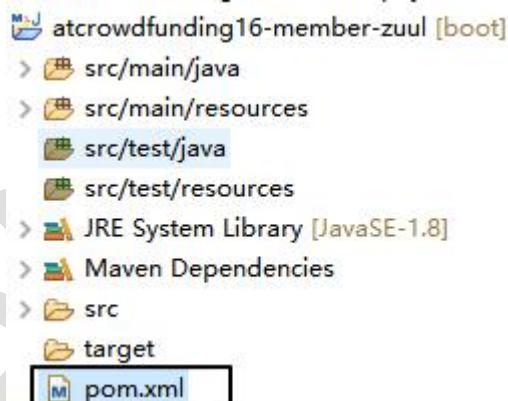 atcrowdfunding16-member-zuul [boot]
src/main/java
src/main/resources
src/test/java
src/test/resources
JRE System Library [JavaSE-1.8]
Maven Dependencies
src
target
pom.xml